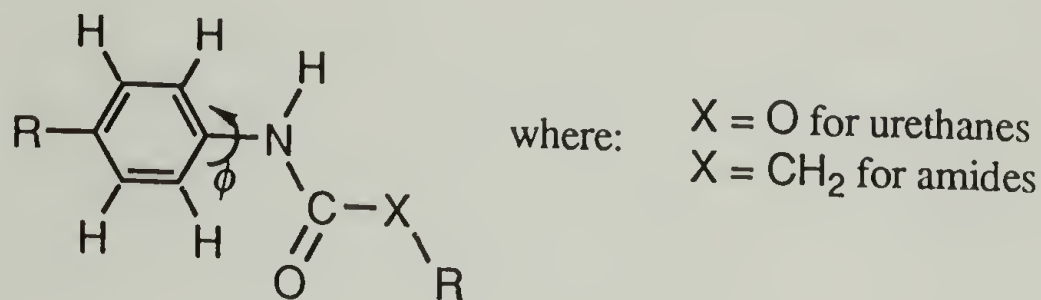 H H H
R N
ϕ
C X
H H O R
where:
X = O for urethanes
X = CH₂ for amides